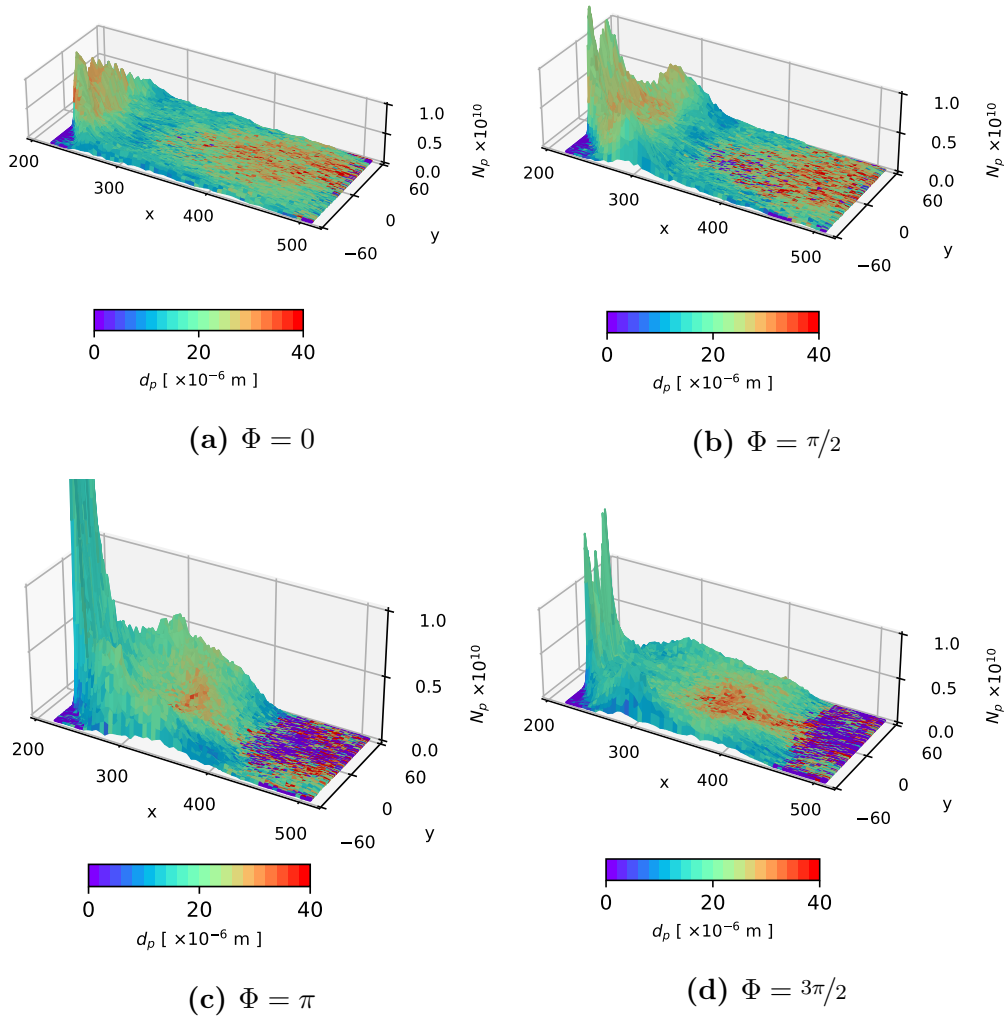 1.0
0.5
0.0
N_p ×10^10
200
300
400
500
x
60
0
−60
y
0 20 40
d_p [ ×10^−6 m ]
(a) Φ = 0
1.0
0.5
0.0
N_p ×10^10
200
300
400
500
x
60
0
−60
y
0 20 40
d_p [ ×10^−6 m ]
(b) Φ = π/2
1.0
0.5
0.0
N_p ×10^10
200
300
400
500
x
60
0
−60
y
0 20 40
d_p [ ×10^−6 m ]
(c) Φ = π
1.0
0.5
0.0
N_p ×10^10
200
300
400
500
x
60
0
−60
y
0 20 40
d_p [ ×10^−6 m ]
(d) Φ = 3π/2